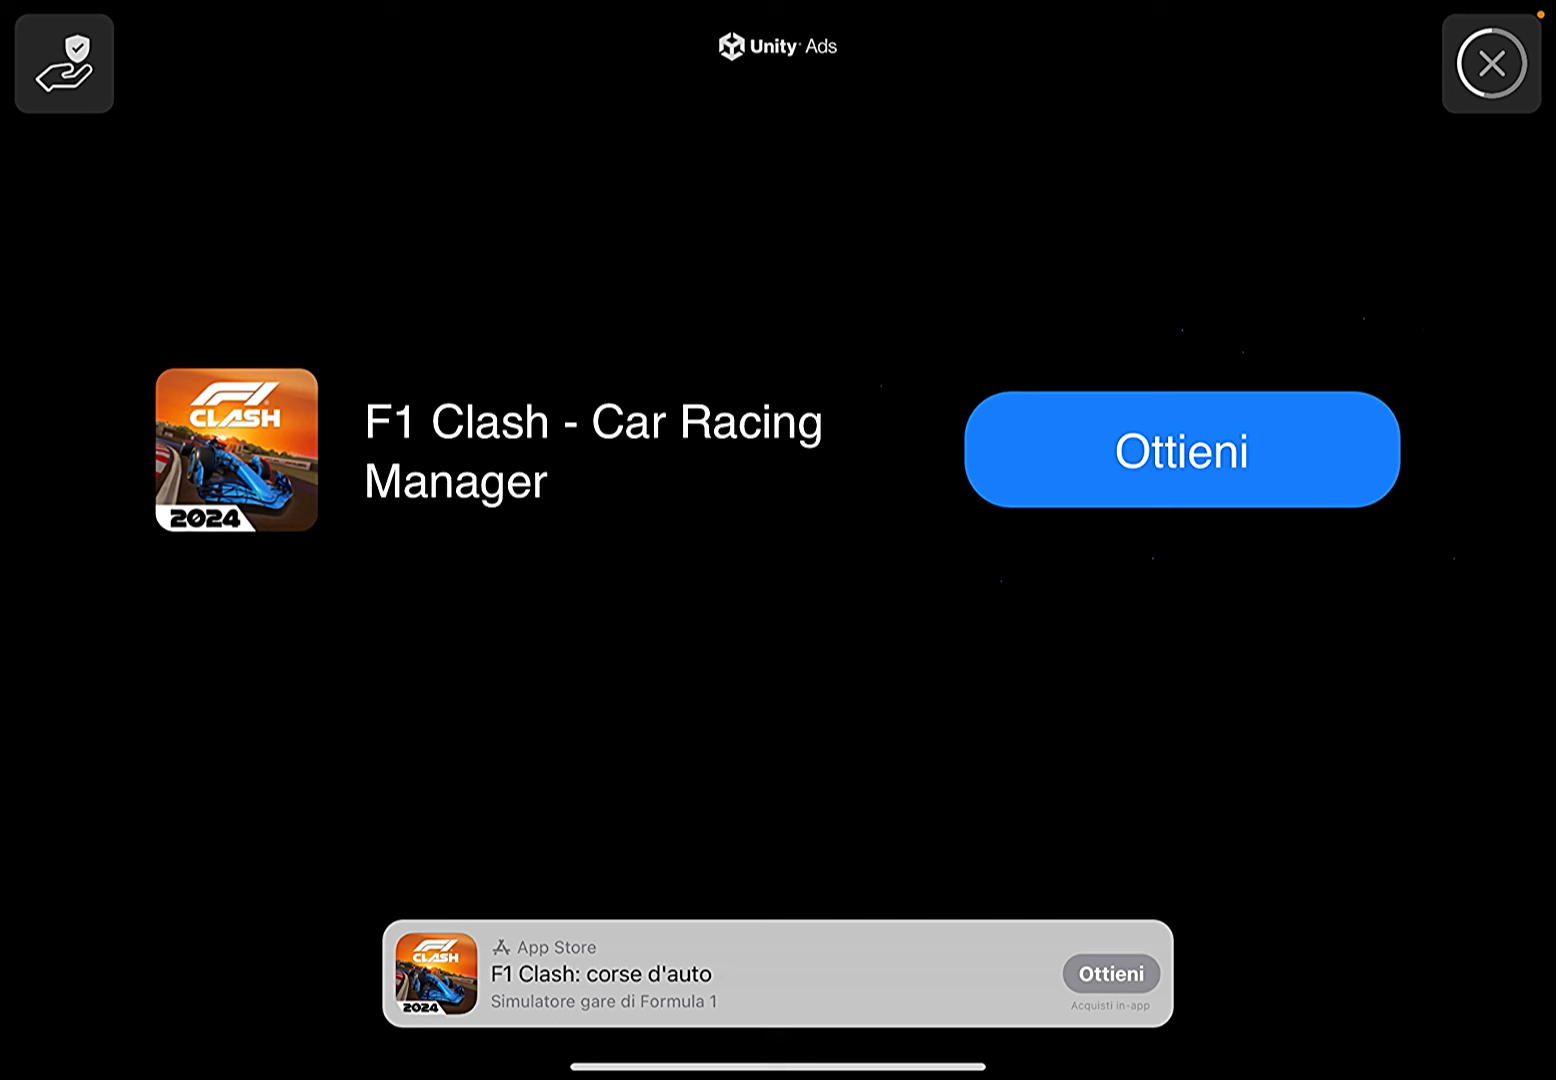 Unity Ads
F1
CLASH
2024
F1 Clash - Car Racing
Manager
Ottieni
F1
CLASH
2024
App Store
F1 Clash: corse d'auto
Simulatore gare di Formula 1
Ottieni
Acquisti in-app